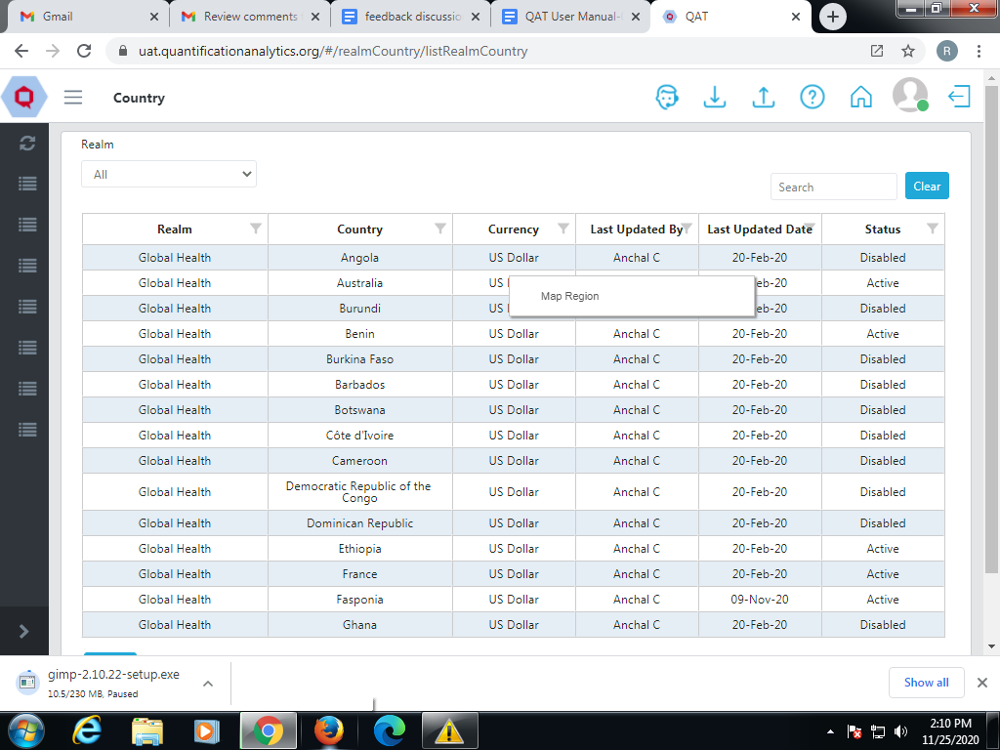 Gmail
Review comments
feedback discussio
QAT User Manual-
QAT
uat.quantificationanalytics.org/#/realmCountry/listRealmCountry
R
Country
Realm
All
Search
Clear
Realm Country Currency Last Updated By Last Updated Date Status
Global Health Angola US Dollar Anchal C 20-Feb-20 Disabled
Global Health Australia US eb-20 Active
Map Region
Global Health Burundi US eb-20 Disabled
Global Health Benin US Dollar Anchal C 20-Feb-20 Active
Global Health Burkina Faso US Dollar Anchal C 20-Feb-20 Disabled
Global Health Barbados US Dollar Anchal C 20-Feb-20 Disabled
Global Health Botswana US Dollar Anchal C 20-Feb-20 Disabled
Global Health Côte d'Ivoire US Dollar Anchal C 20-Feb-20 Disabled
Global Health Cameroon US Dollar Anchal C 20-Feb-20 Disabled
Global Health Democratic Republic of the Congo US Dollar Anchal C 20-Feb-20 Disabled
Global Health Dominican Republic US Dollar Anchal C 20-Feb-20 Disabled
Global Health Ethiopia US Dollar Anchal C 20-Feb-20 Active
Global Health France US Dollar Anchal C 20-Feb-20 Active
Global Health Fasponia US Dollar Anchal C 09-Nov-20 Active
Global Health Ghana US Dollar Anchal C 20-Feb-20 Disabled
gimp-2.10.22-setup.exe
10.5/230 MB, Paused
Show all
2:10 PM
11/25/2020